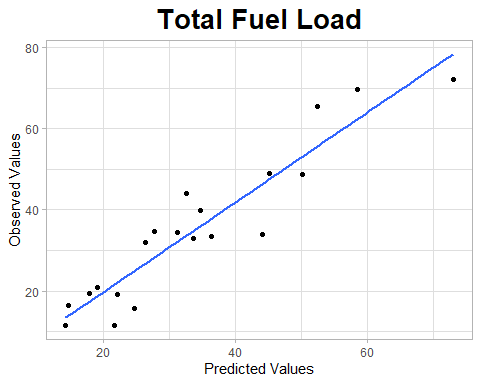 Total Fuel Load
80
60
40
20
Observed Values
20 40 60
Predicted Values